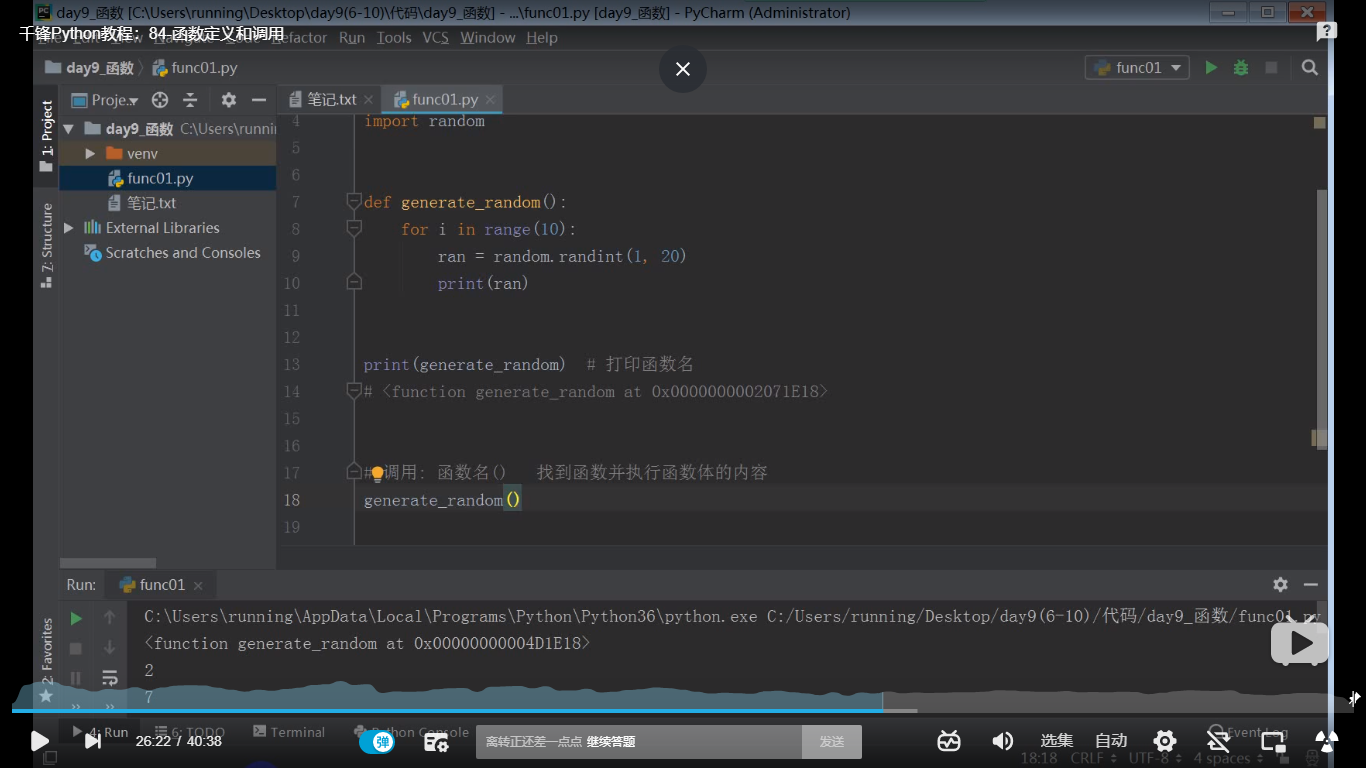 day9_函数 [C:\Users\running\Desktop\day9(6-10)\代码\day9_函数] - ...\func01.py [day9_函数] - PyCharm (Administrator)
千锋Python教程：84-函数定义和调用
Refactor Run Tools VCS Window Help
day9_函数 func01.py
func01
1: Project
Proje..
笔记.txt
func01.py
day9_函数 C:\Users\runnin
venv
func01.py
笔记.txt
External Libraries
Scratches and Consoles
7: Structure
4 import random
5
6
7 def generate_random():
8 for i in range(10):
9 ran = random.randint(1, 20)
10 print(ran)
11
12
13 print(generate_random) # 打印函数名
14 # <function generate_random at 0x0000000002071E18>
15
16
17 # 调用: 函数名() 找到函数并执行函数体的内容
18 generate_random()
19
Run: func01
C:\Users\running\AppData\Local\Programs\Python\Python36\python.exe C:/Users/running/Desktop/day9(6-10)/代码/day9_函数/func01.py
<function generate_random at 0x00000000004D1E18>
2
7
2: Favorites
4: Run 6: TODO Terminal Python Console Event Log
26:22 / 40:38
弹
离转正还差一点点 继续答题
发送
选集
自动
18:18 CRLF UTF-8 4 spaces